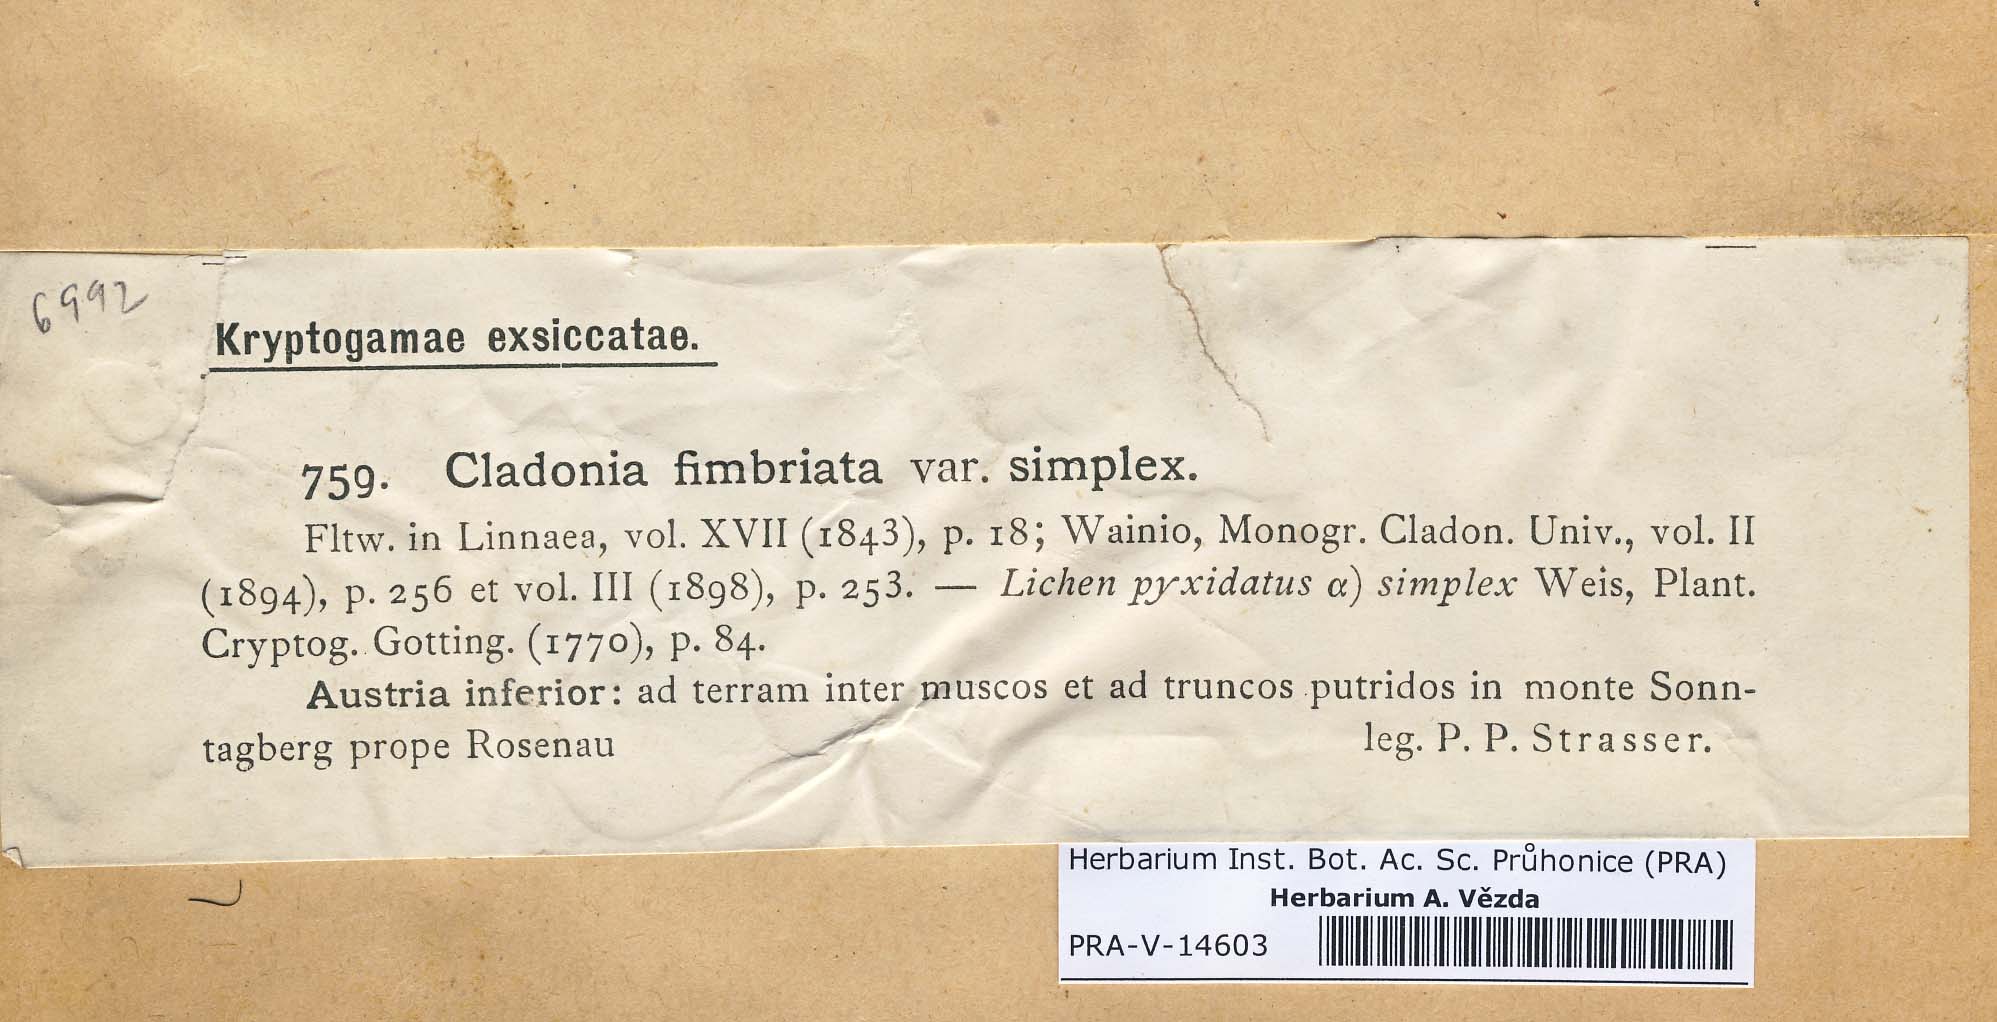 6992
Kryptogamae exsiccatae.
759. Cladonia fimbriata var. simplex.
Fltw. in Linnaea, vol. XVII (1843), p. 18; Wainio, Monogr. Cladon. Univ., vol. II
(1894), p. 256 et vol. III (1898), p. 253. — Lichen pyxidatus α) simplex Weis, Plant.
Cryptog. Gotting. (1770), p. 84.
Austria inferior: ad terram inter muscos et ad truncos putridos in monte Sonn-
tagberg prope Rosenau leg. P. P. Strasser.
Herbarium Inst. Bot. Ac. Sc. Průhonice (PRA)
Herbarium A. Vězda
PRA-V-14603